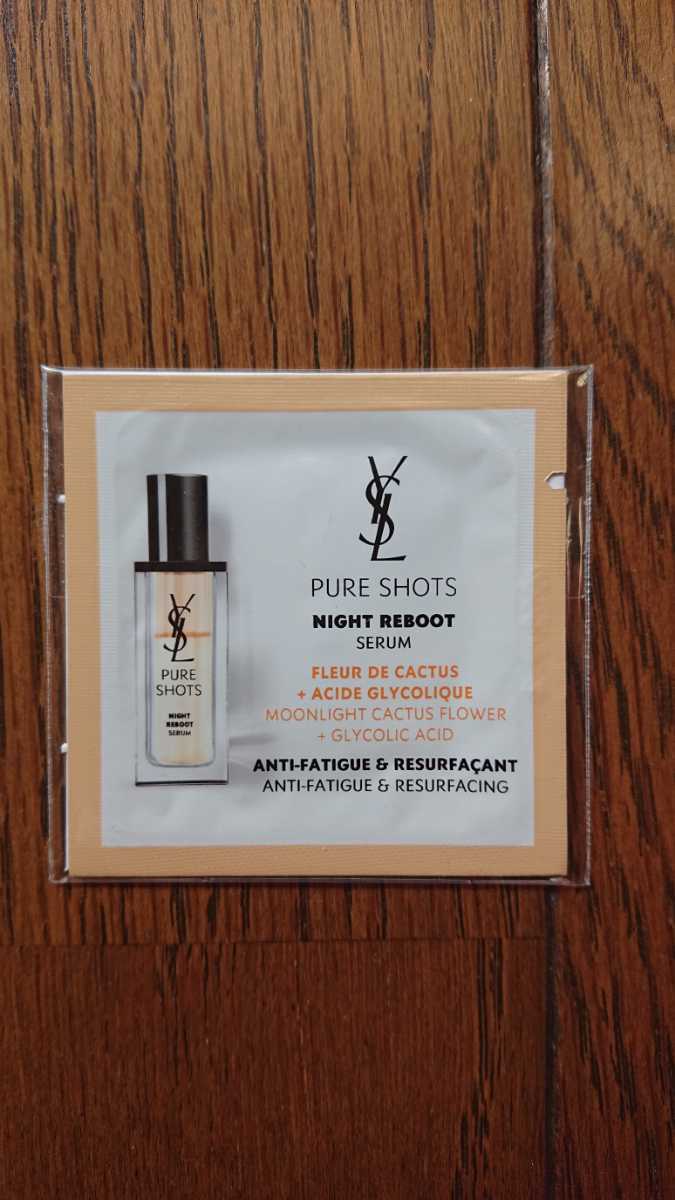 YSL
PURE SHOTS
NIGHT REBOOT
SERUM
FLEUR DE CACTUS
+ ACIDE GLYCOLIQUE
MOONLIGHT CACTUS FLOWER
+ GLYCOLIC ACID
ANTI-FATIGUE & RESURFAÇANT
ANTI-FATIGUE & RESURFACING
YSL
PURE
SHOTS
NIGHT
REBOOT
SERUM